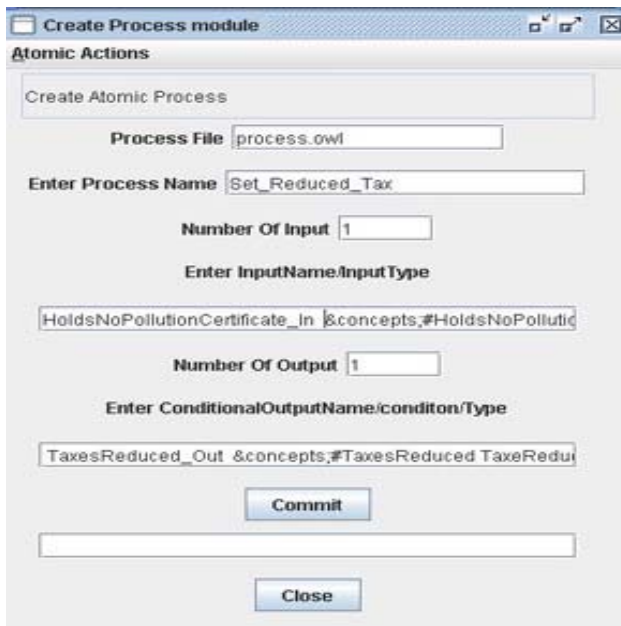 Create Process module
Atomic Actions
Create Atomic Process
Process File process.owl
Enter Process Name Set_Reduced_Tax
Number Of Input 1
Enter InputName/InputType
HoldsNoPollutionCertificate_In &concepts;#HoldsNoPollutic
Number Of Output 1
Enter ConditionalOutputName/conditon/Type
TaxesReduced_Out &concepts;#TaxesReduced TaxeRedu
Commit
Close